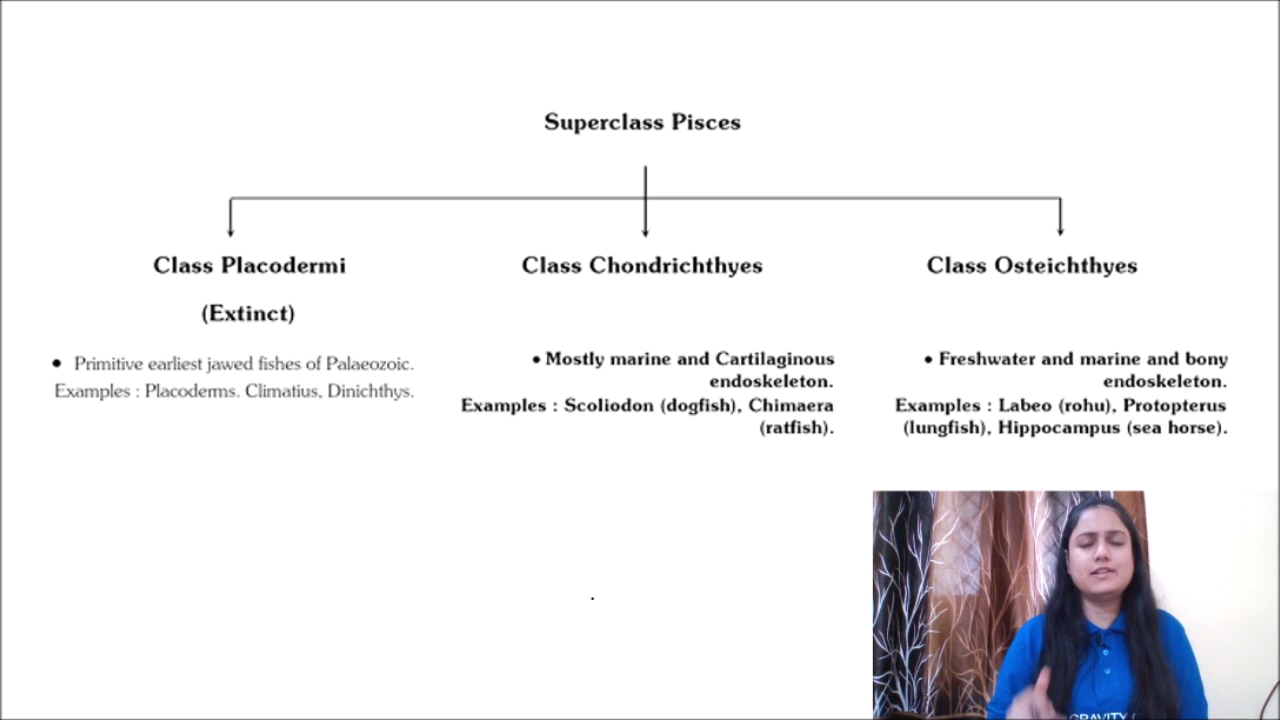 Superclass Pisces
Class Placodermi
(Extinct)
• Primitive earliest jawed fishes of Palaeozoic.
Examples : Placoderms. Climatius, Dinichthys.
Class Chondrichthyes
• Mostly marine and Cartilaginous
endoskeleton.
Examples : Scoliodon (dogfish), Chimaera
(ratfish).
Class Osteichthyes
• Freshwater and marine and bony
endoskeleton.
Examples : Labeo (rohu), Protopterus
(lungfish), Hippocampus (sea horse).
GRAVITY